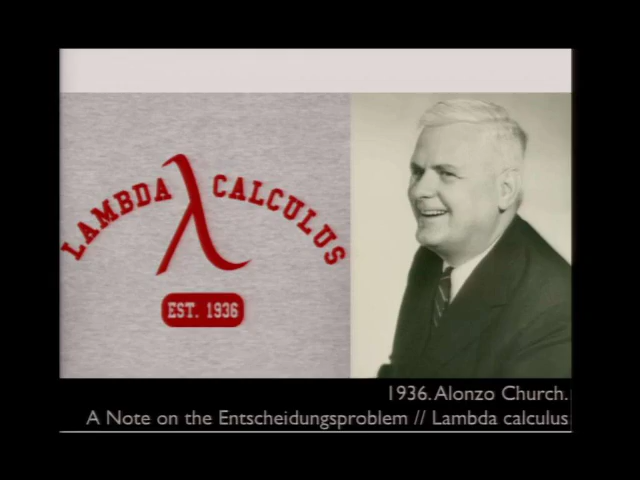 LAMBDA λ CALCULUS
EST. 1936
1936. Alonzo Church.
A Note on the Entscheidungsproblem // Lambda calculus